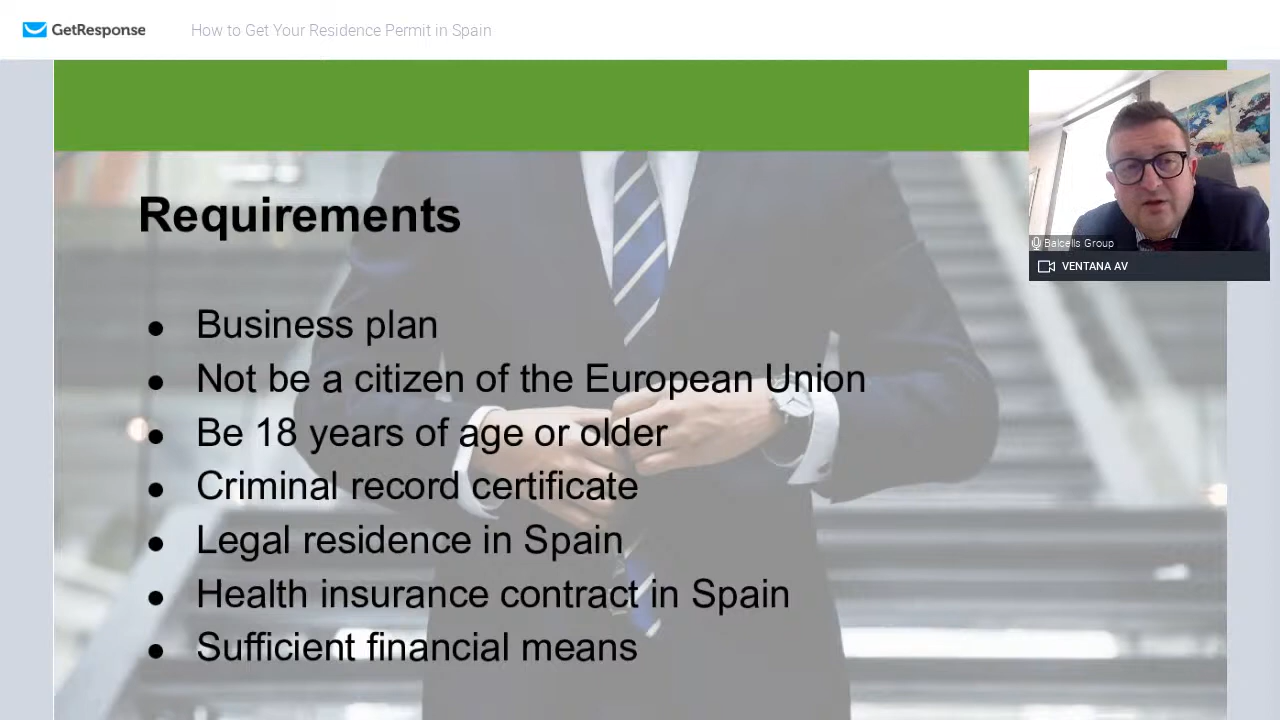 GetResponse
How to Get Your Residence Permit in Spain
Balcells Group
VENTANA AV
Requirements
● Business plan
● Not be a citizen of the European Union
● Be 18 years of age or older
● Criminal record certificate
● Legal residence in Spain
● Health insurance contract in Spain
● Sufficient financial means